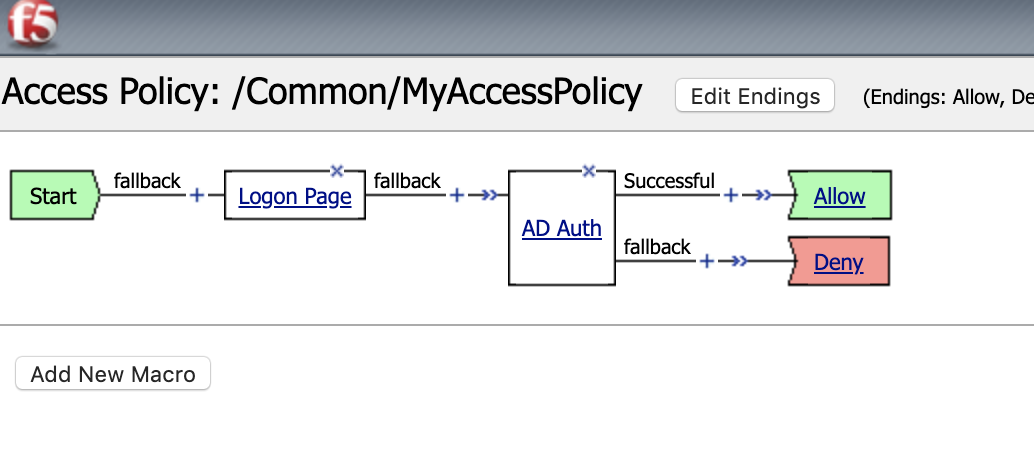 f5
Access Policy: /Common/MyAccessPolicy Edit Endings (Endings: Allow, De
Start fallback + Logon Page fallback + AD Auth Successful + Allow
fallback + Deny
Add New Macro